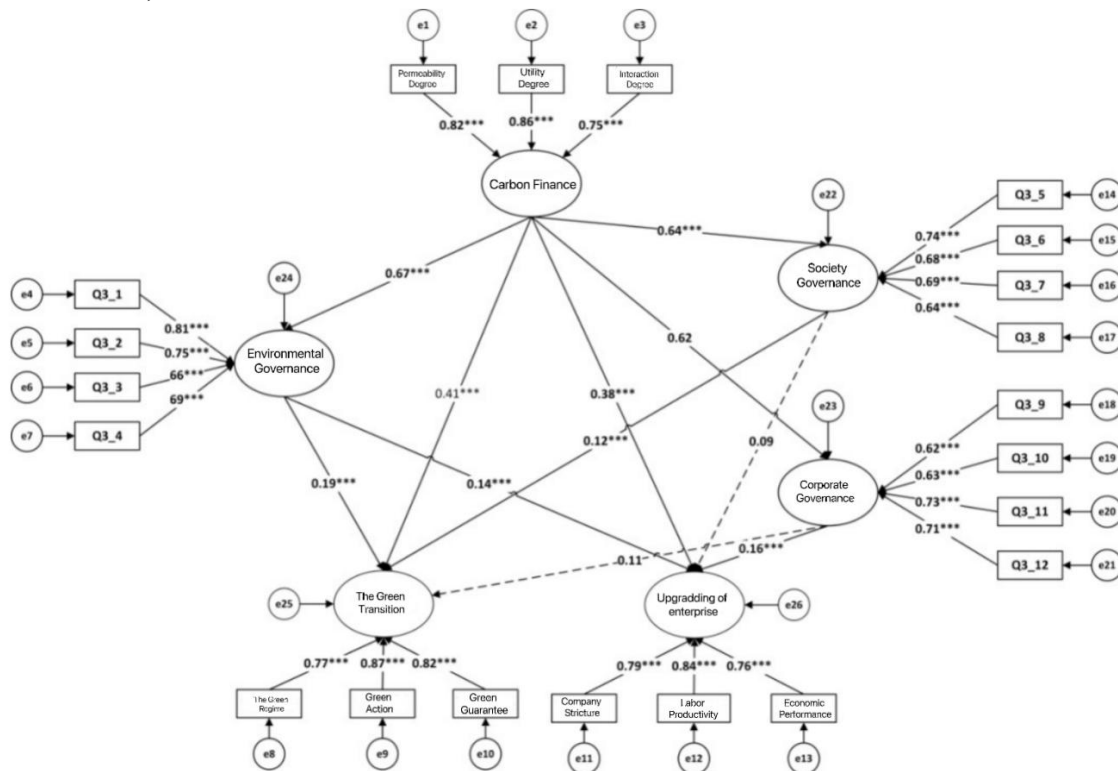 e1
e2
e3
Permeability
Degree
Utility
Degree
Interaction
Degree
0.82***
0.86***
0.75***
Carbon Finance
e22
Q3_5
e14
0.74***
Q3_6
e15
0.68***
0.64***
Society
Governance
0.69***
Q3_7
e16
0.64***
Q3_8
e17
e24
0.67***
e4
Q3_1
0.81***
e5
Q3_2
0.75***
e6
Q3_3
66***
e7
Q3_4
69***
Environmental
Governance
0.62
0.41***
0.38***
0.12***
0.09
e23
Q3_9
e18
0.62***
Q3_10
e19
0.63***
Corporate
Governance
0.73***
Q3_11
e20
0.71***
Q3_12
e21
0.19***
0.14***
0.16***
0.11
e25
The Green
Transition
Upgradding of
enterprise
e26
0.77***
0.87***
0.82***
0.79***
0.84***
0.76***
The Green
Regime
Green
Action
Green
Guarantee
Company
Stricture
Labor
Productivity
Economic
Performance
e8
e9
e10
e11
e12
e13